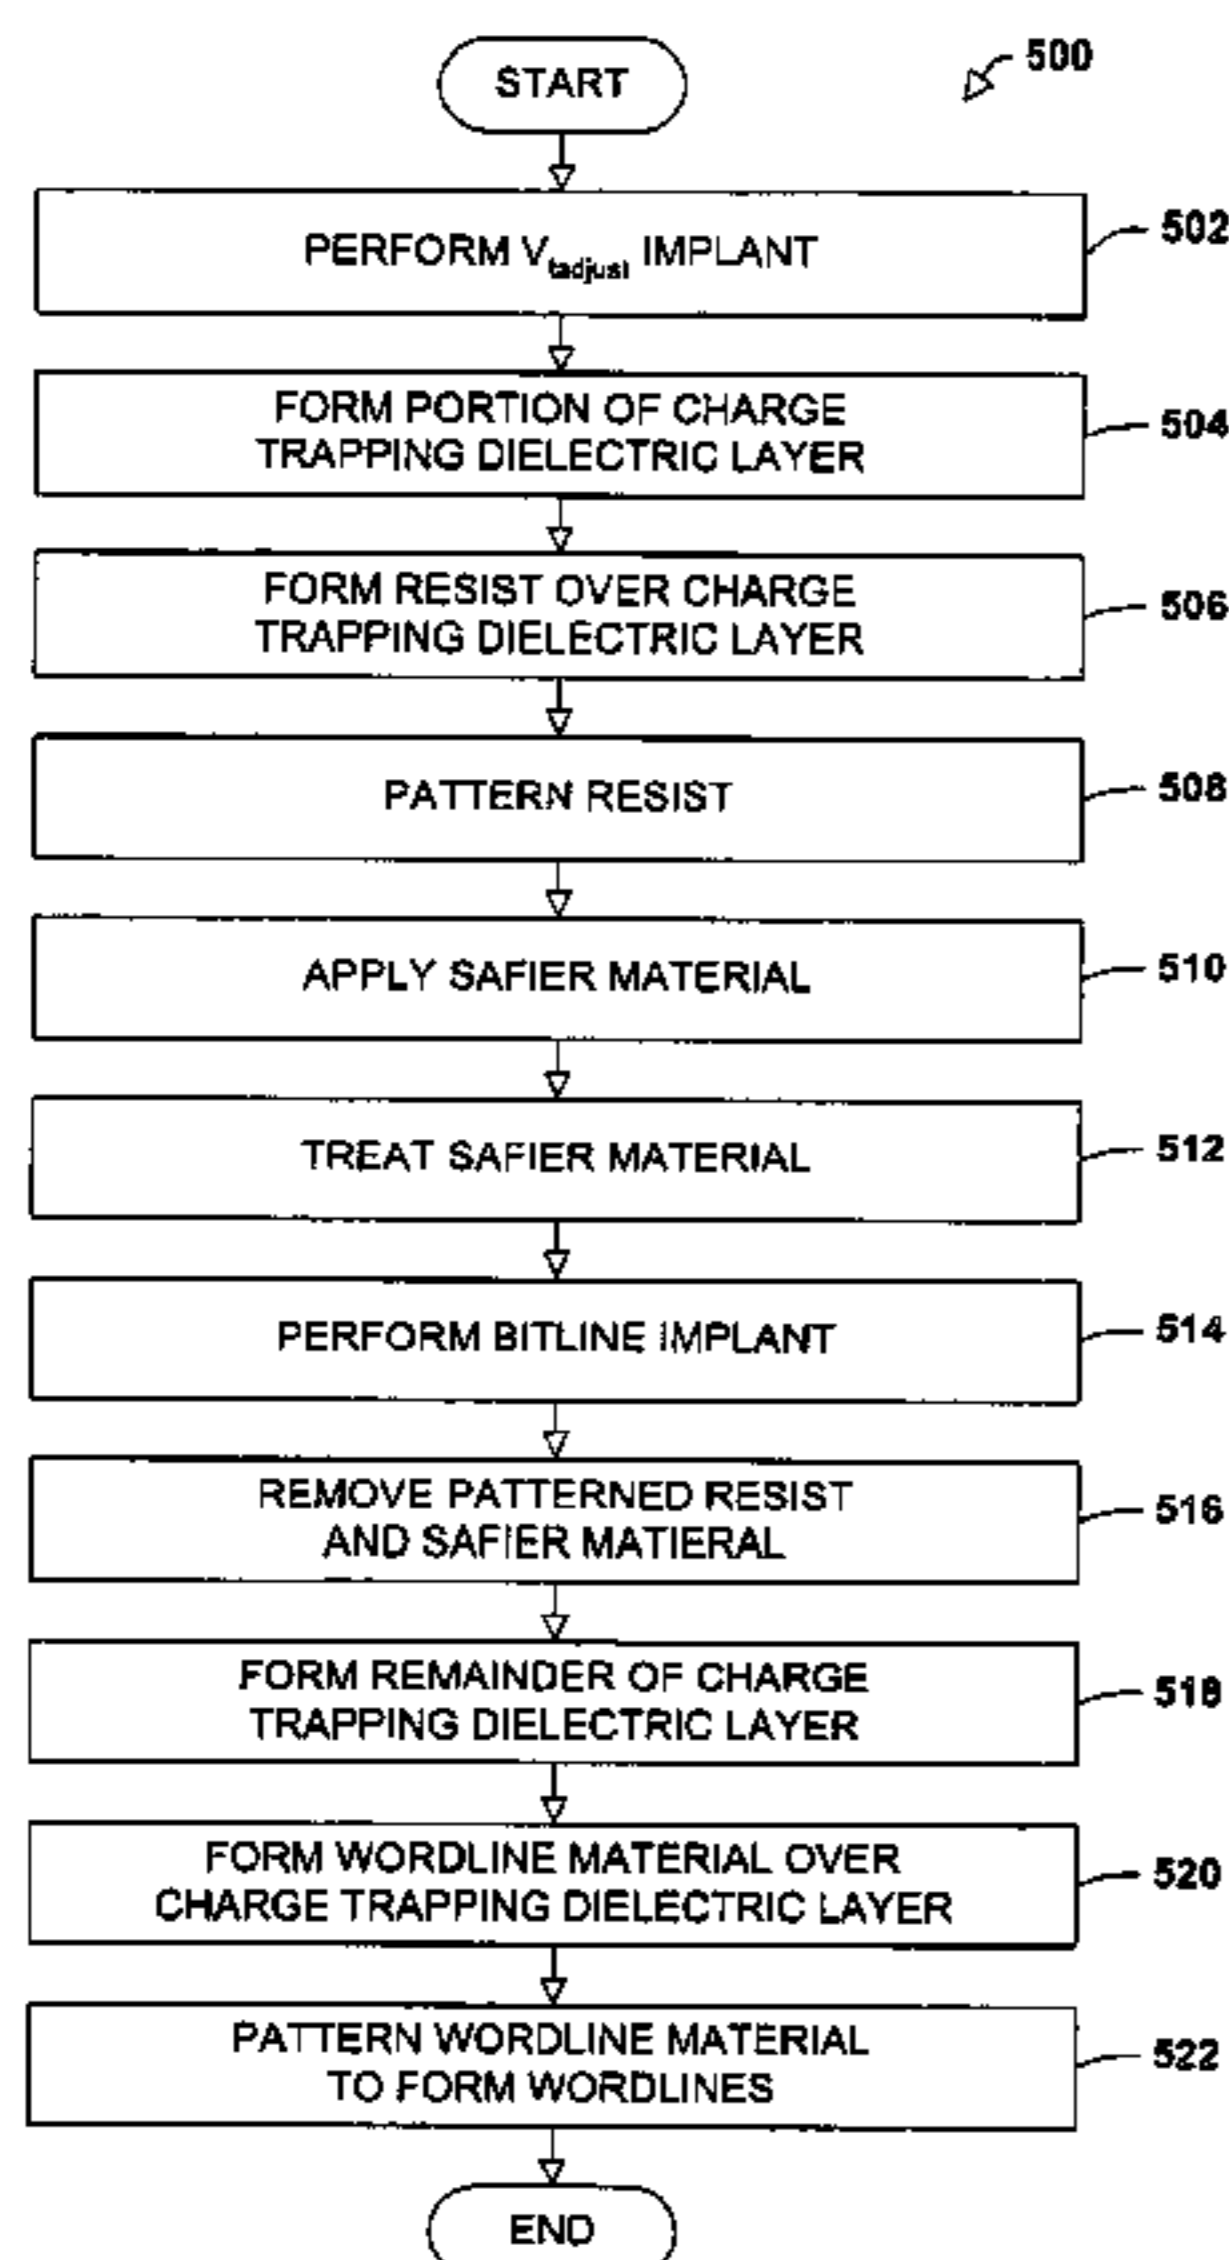 START
500
PERFORM Vtadjust IMPLANT
502
FORM PORTION OF CHARGE
TRAPPING DIELECTRIC LAYER
504
FORM RESIST OVER CHARGE
TRAPPING DIELECTRIC LAYER
506
PATTERN RESIST
508
APPLY SAFIER MATERIAL
510
TREAT SAFIER MATERIAL
512
PERFORM BITLINE IMPLANT
514
REMOVE PATTERNED RESIST
AND SAFIER MATIERAL
516
FORM REMAINDER OF CHARGE
TRAPPING DIELECTRIC LAYER
518
FORM WORDLINE MATERIAL OVER
CHARGE TRAPPING DIELECTRIC LAYER
520
PATTERN WORDLINE MATERIAL
TO FORM WORDLINES
522
END